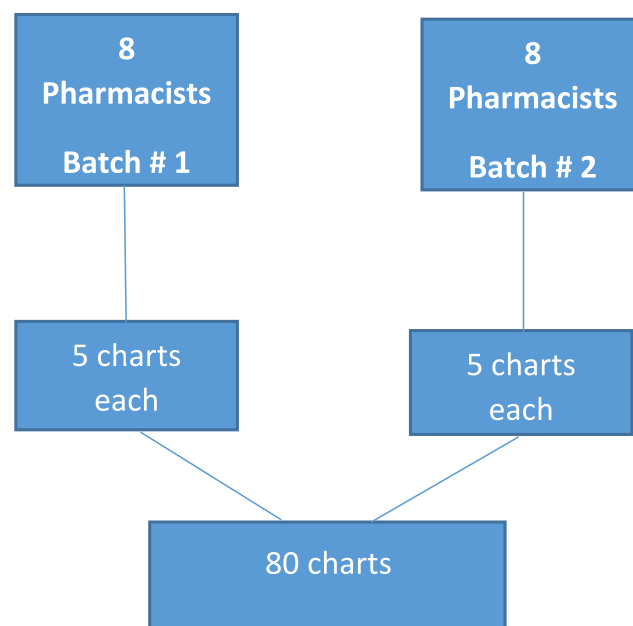 8
Pharmacists
Batch # 1
8
Pharmacists
Batch # 2
5 charts
each
5 charts
each
80 charts